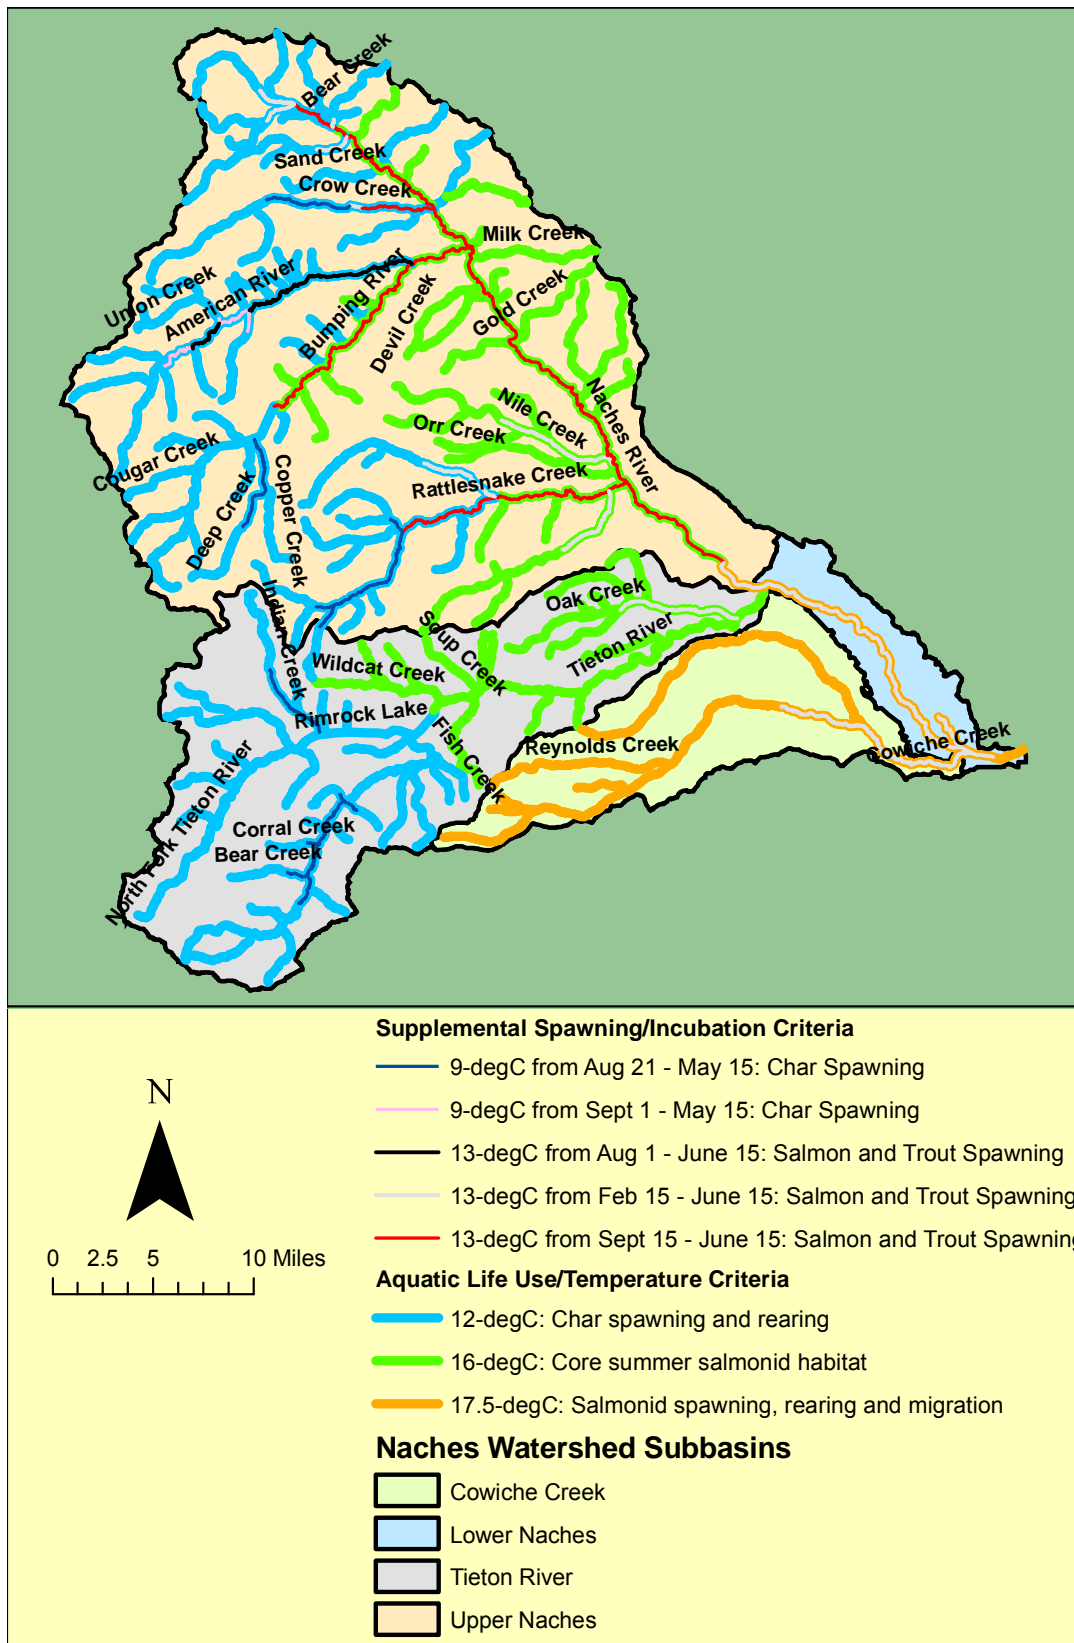 Bear Creek
Sand Creek
Crow Creek
Milk Creek
Union Creek
American River
Bumping River
Devil Creek
Gold Creek
Naches River
Nile Creek
Orr Creek
Cougar Creek
Rattlesnake Creek
Deep Creek
Copper Creek
Indian Creek
Oak Creek
Soup Creek
Tieton River
Wildcat Creek
Rimrock Lake
Fish Creek
Reynolds Creek
Cowiche Creek
North Fork Tieton River
Corral Creek
Bear Creek
Supplemental Spawning/Incubation Criteria
9-degC from Aug 21 - May 15: Char Spawning
9-degC from Sept 1 - May 15: Char Spawning
13-degC from Aug 1 - June 15: Salmon and Trout Spawning
13-degC from Feb 15 - June 15: Salmon and Trout Spawning
13-degC from Sept 15 - June 15: Salmon and Trout Spawning
N
0 2.5 5 10 Miles
Aquatic Life Use/Temperature Criteria
12-degC: Char spawning and rearing
16-degC: Core summer salmonid habitat
17.5-degC: Salmonid spawning, rearing and migration
Naches Watershed Subbasins
Cowiche Creek
Lower Naches
Tieton River
Upper Naches